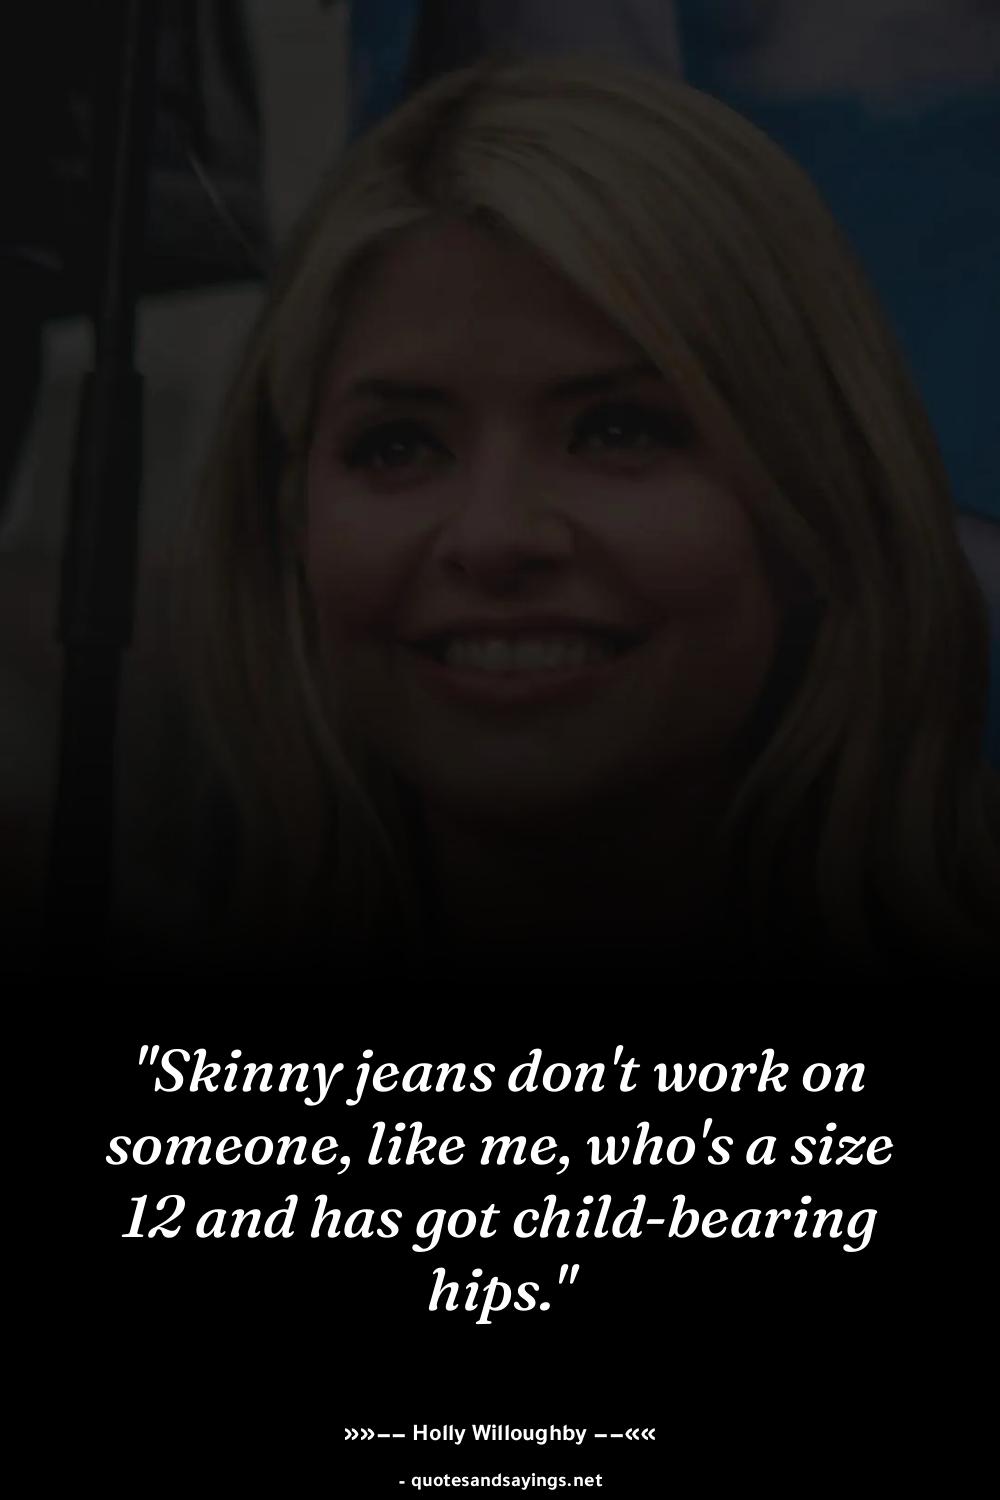 "Skinny jeans don't work on
someone, like me, who's a size
12 and has got child-bearing
hips."
»»−− Holly Willoughby −−««
- quotesandsayings.net